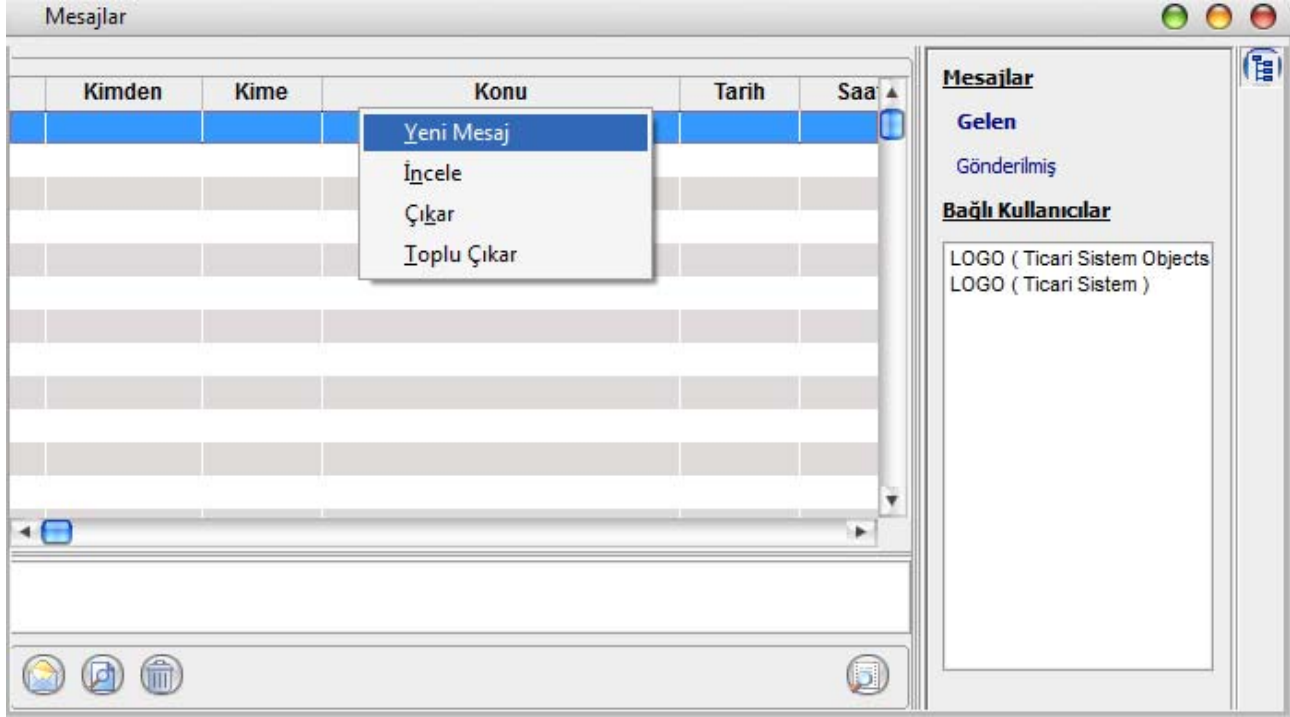 Mesajlar
Kimden Kime Konu Tarih Saa
Yeni Mesaj
İncele
Çıkar
Toplu Çıkar
Mesajlar
Gelen
Gönderilmiş
Bağlı Kullanıcılar
LOGO ( Ticari Sistem Objects
LOGO ( Ticari Sistem )